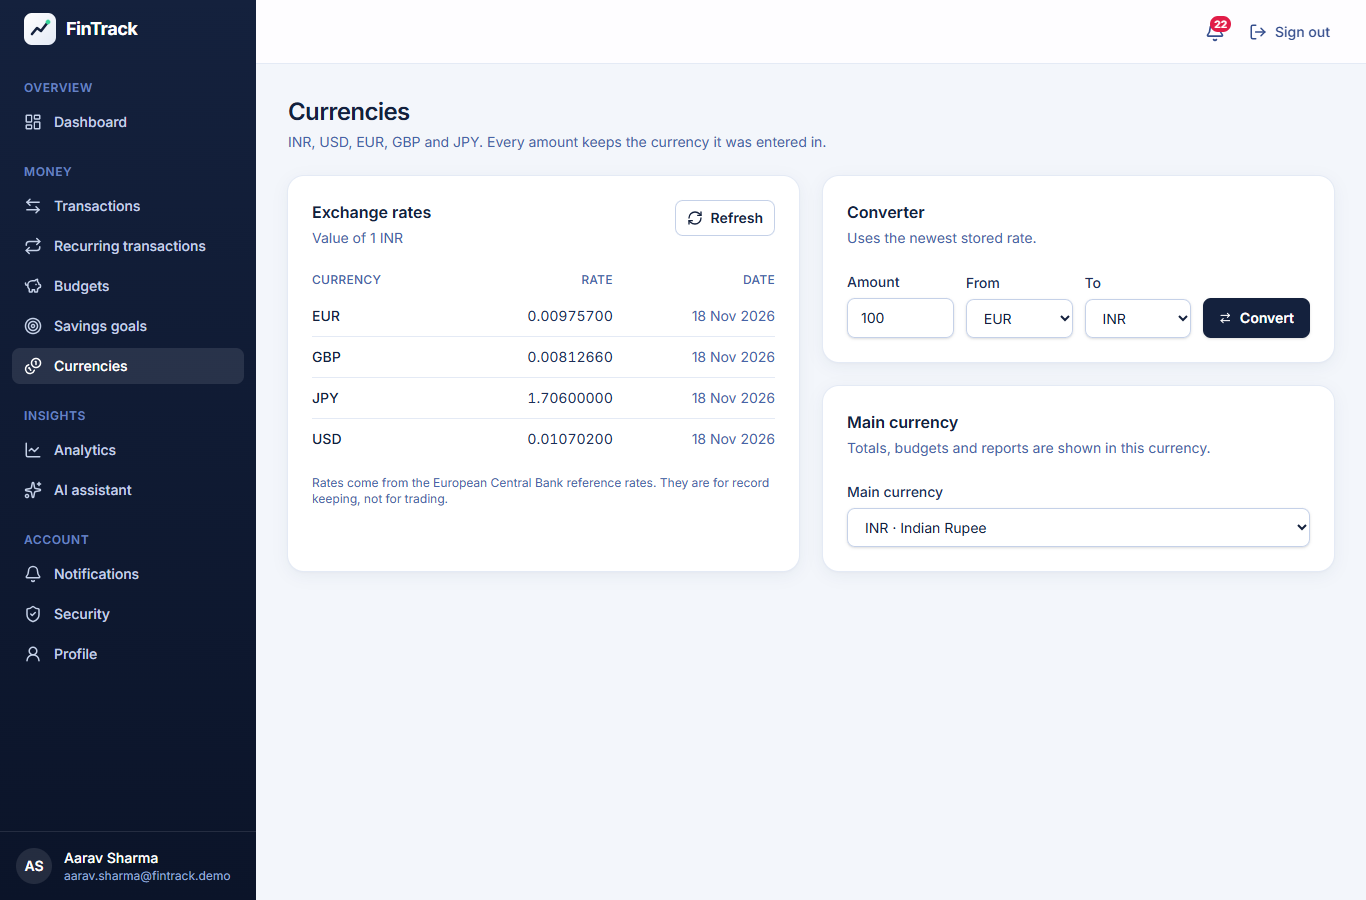 FinTrack
OVERVIEW
Dashboard
MONEY
Transactions
Recurring transactions
Budgets
Savings goals
Currencies
INSIGHTS
Analytics
AI assistant
ACCOUNT
Notifications
Security
Profile
AS
Aarav Sharma
aarav.sharma@fintrack.demo
22
Sign out
Currencies
INR, USD, EUR, GBP and JPY. Every amount keeps the currency it was entered in.
Exchange rates
Value of 1 INR
Refresh
CURRENCY RATE DATE
EUR 0.00975700 18 Nov 2026
GBP 0.00812660 18 Nov 2026
JPY 1.70600000 18 Nov 2026
USD 0.01070200 18 Nov 2026
Rates come from the European Central Bank reference rates. They are for record
keeping, not for trading.
Converter
Uses the newest stored rate.
Amount From To
100 EUR INR Convert
Main currency
Totals, budgets and reports are shown in this currency.
Main currency
INR · Indian Rupee